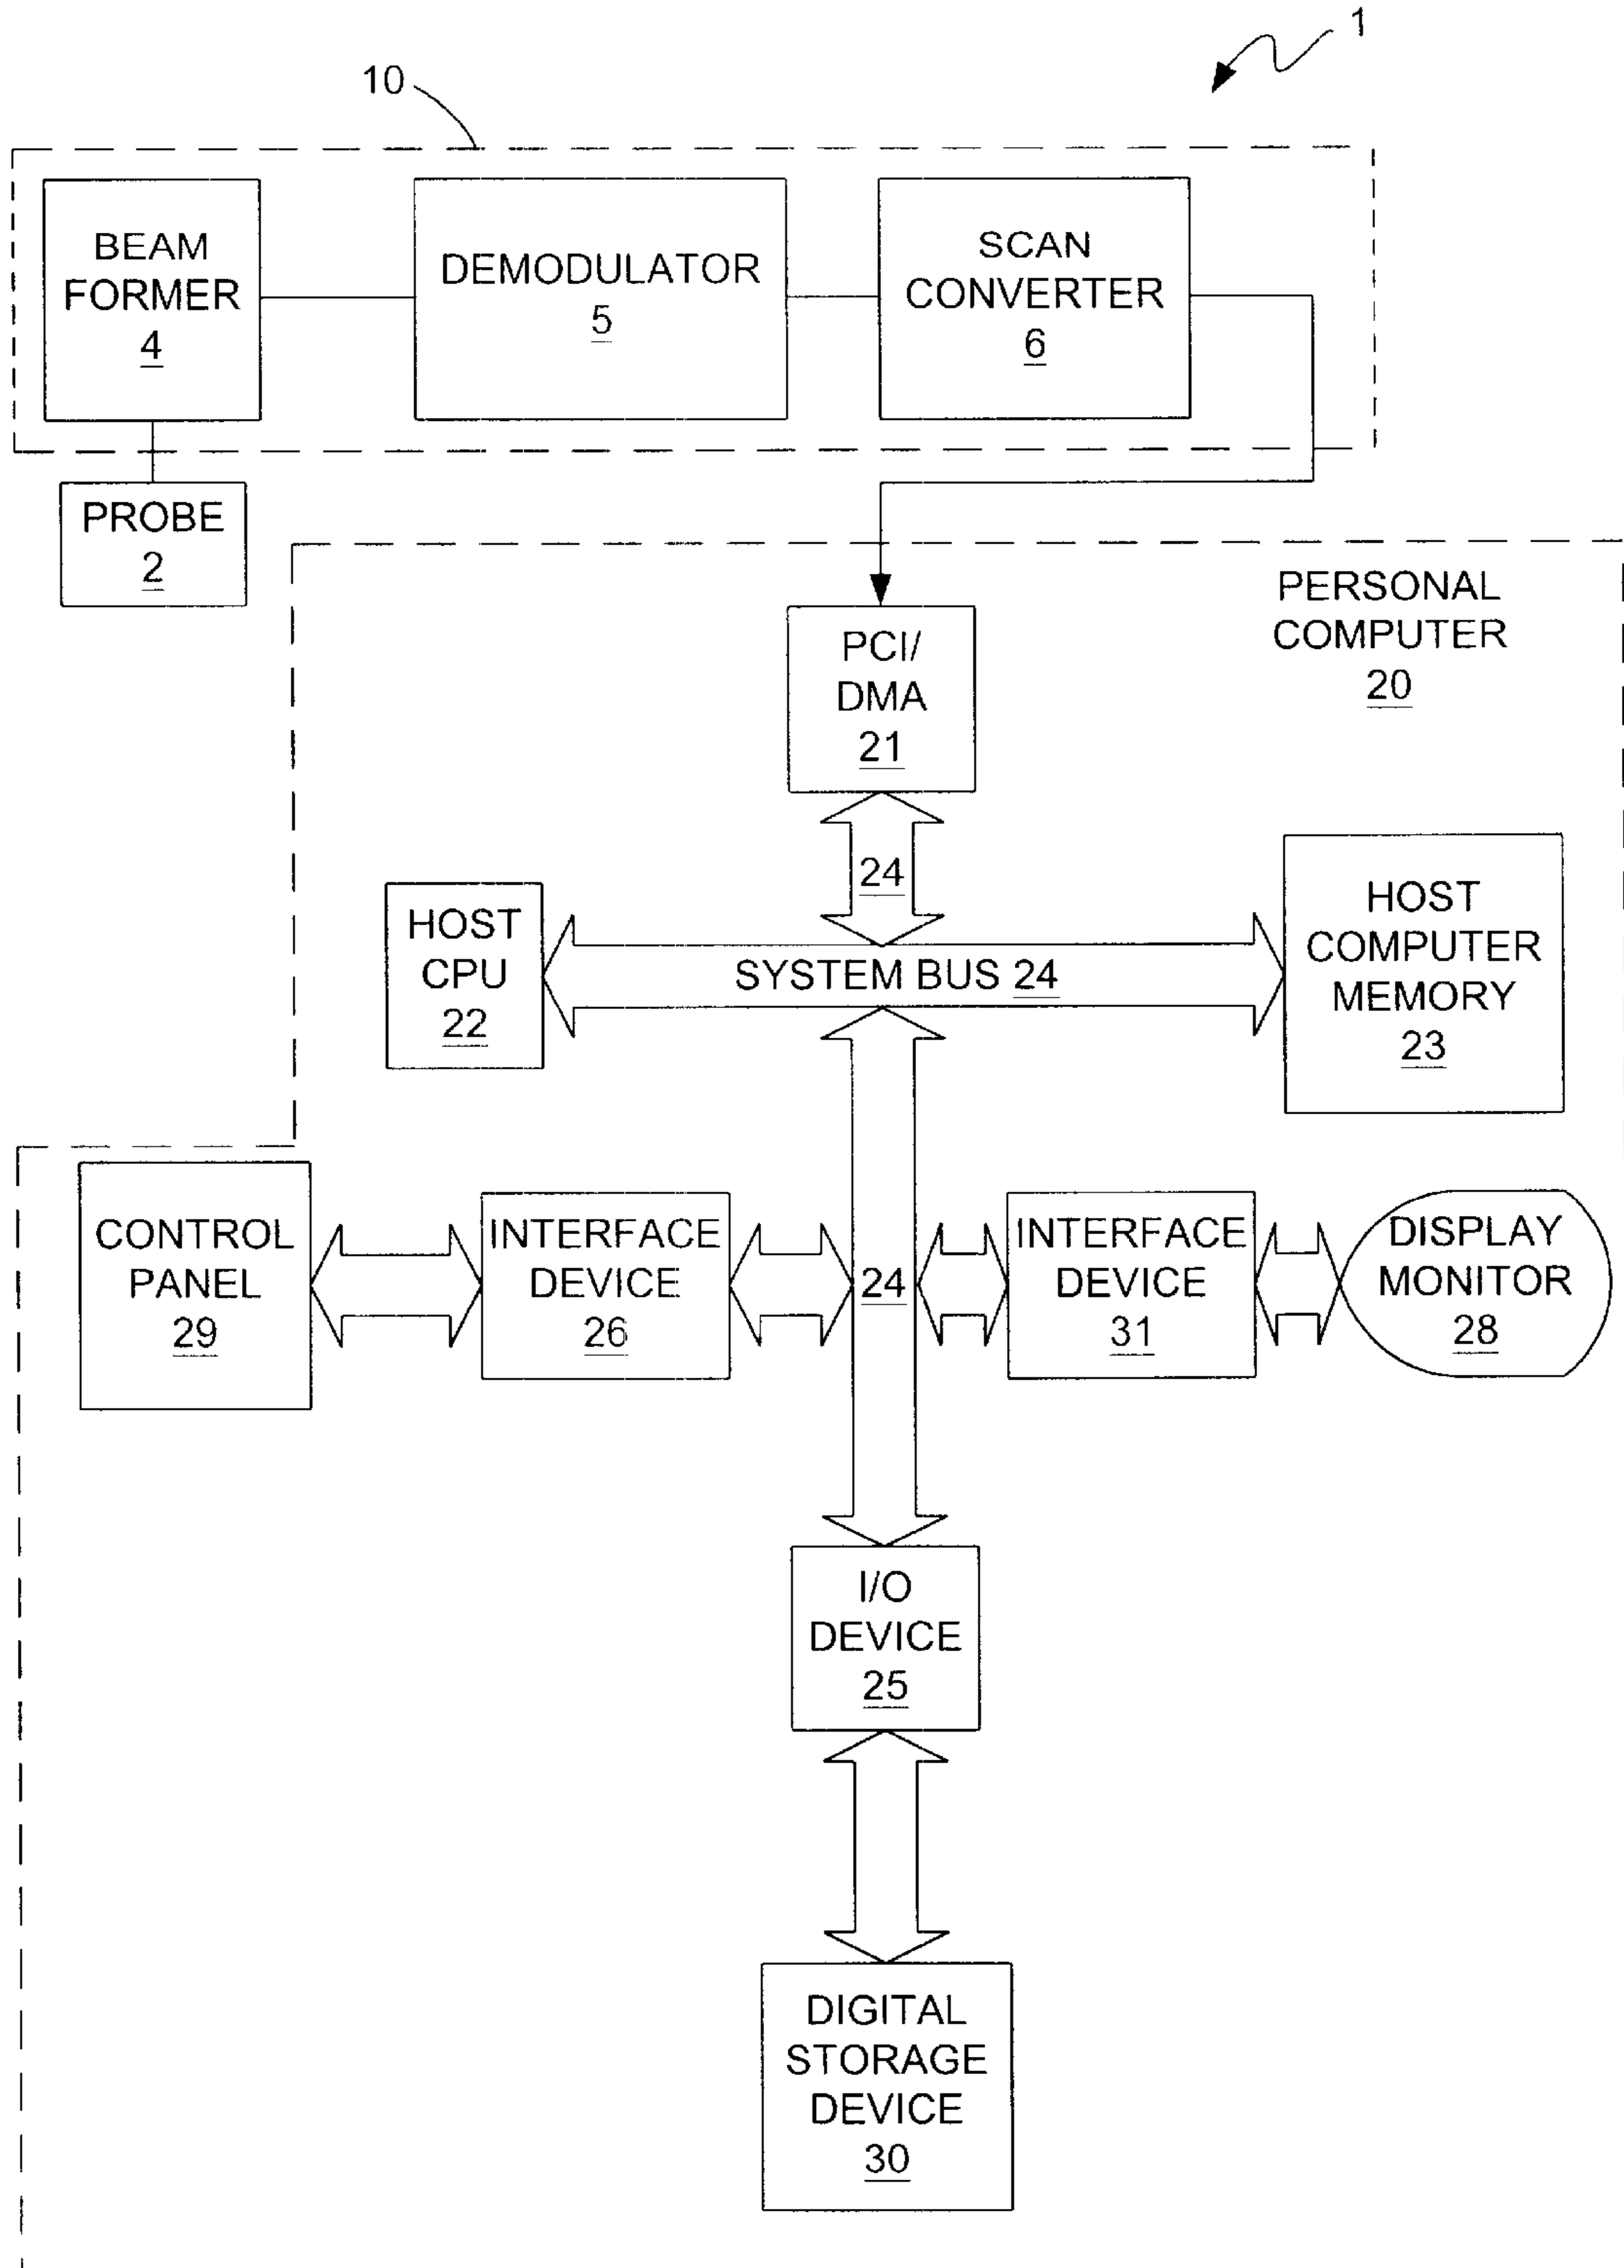 1
10
BEAM
FORMER
4
DEMODULATOR
5
SCAN
CONVERTER
6
PROBE
2
PERSONAL
COMPUTER
20
PCI/
DMA
21
24
HOST
CPU
22
SYSTEM BUS 24
HOST
COMPUTER
MEMORY
23
CONTROL
PANEL
29
INTERFACE
DEVICE
26
24
INTERFACE
DEVICE
31
DISPLAY
MONITOR
28
I/O
DEVICE
25
DIGITAL
STORAGE
DEVICE
30